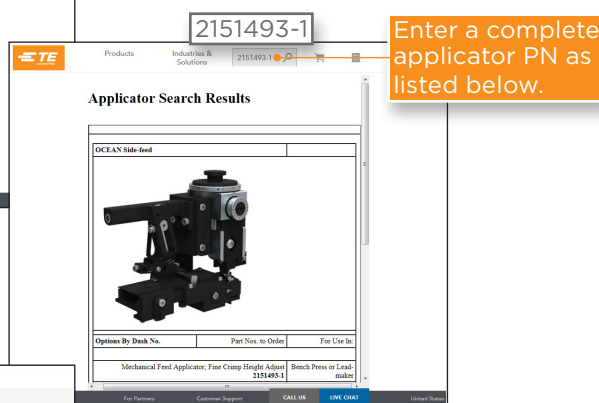 2151493-1
Enter a complete
applicator PN as
listed below.
TE
Products
Industries &
Solutions
2151493-1
Applicator Search Results
OCEAN Side-feed
Options By Dash No.
Part Nos. to Order
For Use In:
Mechanical Feed Applicator; Fine Crimp Height Adjust
2151493-1
Bench Press or Lead-
maker
For Partners
Customer Support
CALL US
LIVE CHAT
United States